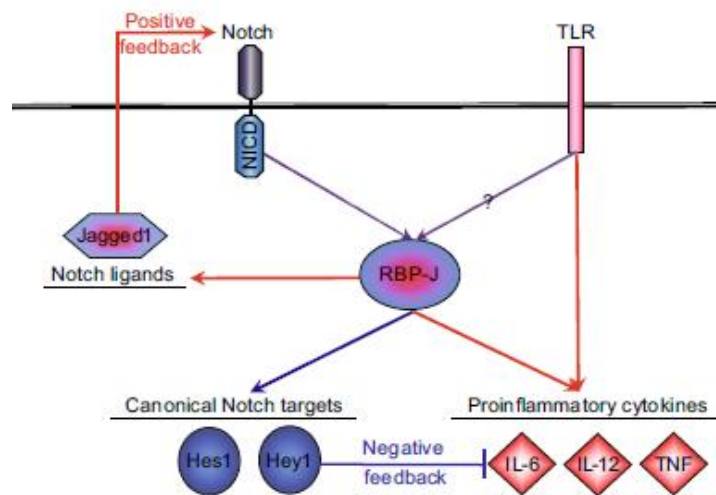 Positive
feedback
Notch
TLR
NICD
?
Jagged1
Notch ligands
RBP-J
Canonical Notch targets
Proinflammatory cytokines
Hes1
Hey1
Negative
feedback
IL-6
IL-12
TNF